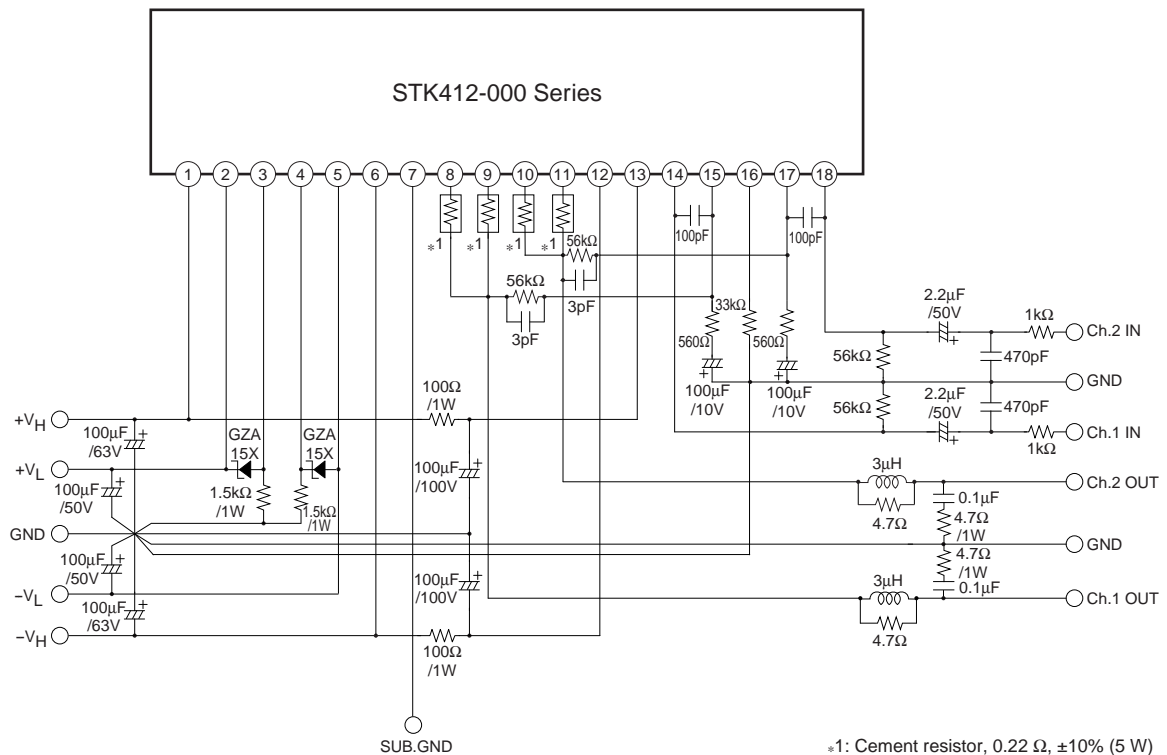 STK412-000 Series
1 2 3 4 5 6 7 8 9 10 11 12 13 14 15 16 17 18
100pF
100pF
*1
*1
*1
*1
56kΩ
3pF
56kΩ
3pF
33kΩ
560Ω
560Ω
100µF
/10V
100µF
/10V
2.2µF
/50V
1kΩ
Ch.2 IN
56kΩ
470pF
GND
56kΩ
2.2µF
/50V
470pF
Ch.1 IN
1kΩ
100Ω
/1W
+VH
100µF
/63V
GZA
15X
GZA
15X
+VL
100µF
/50V
1.5kΩ
/1W
1.5kΩ
/1W
100µF
/100V
3µH
Ch.2 OUT
4.7Ω
0.1µF
4.7Ω
/1W
GND
GND
4.7Ω
/1W
0.1µF
100µF
/50V
100µF
/100V
–VL
100µF
/63V
3µH
Ch.1 OUT
4.7Ω
–VH
100Ω
/1W
SUB.GND
*1: Cement resistor, 0.22 Ω, ±10% (5 W)